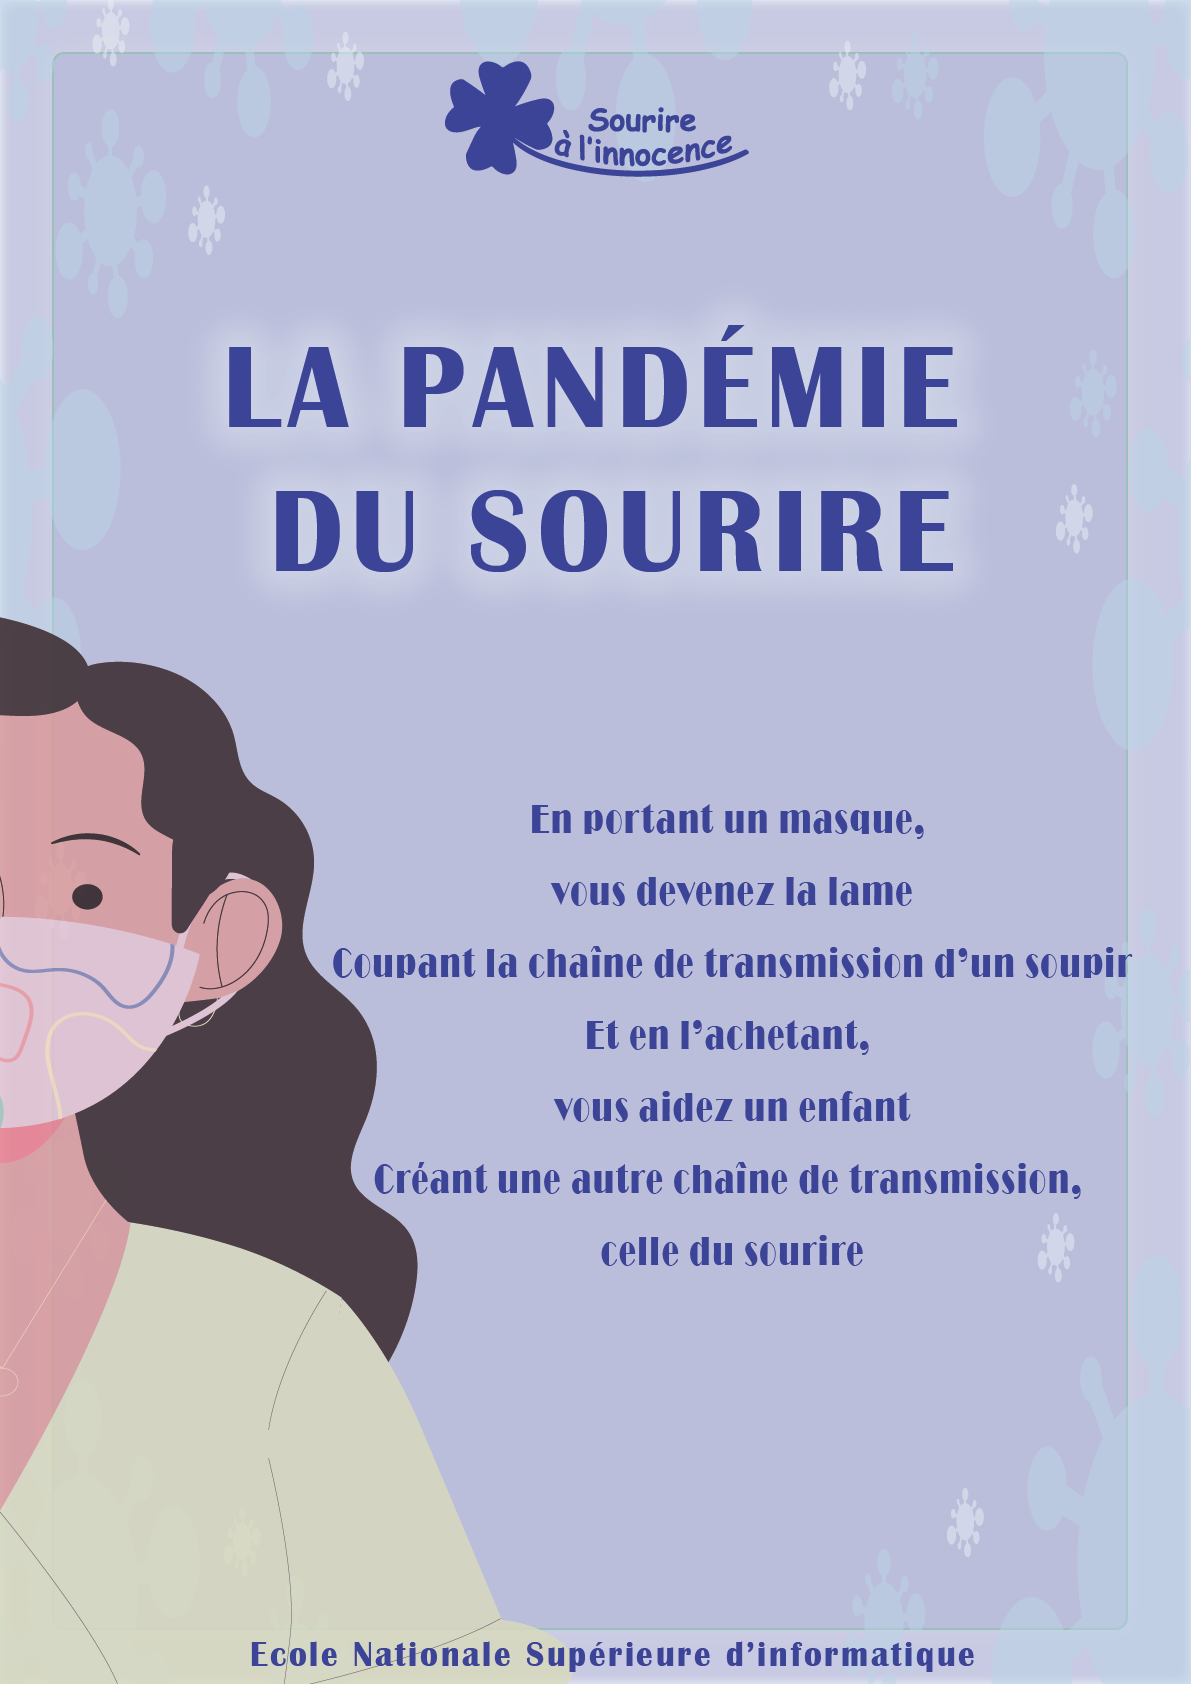 Sourire
à l'innocence
LA PANDÉMIE
DU SOURIRE
En portant un masque,
vous devenez la lame
Coupant la chaîne de transmission d'un soupir
Et en l'achetant,
vous aidez un enfant
Créant une autre chaîne de transmission,
celle du sourire
Ecole Nationale Supérieure d'informatique